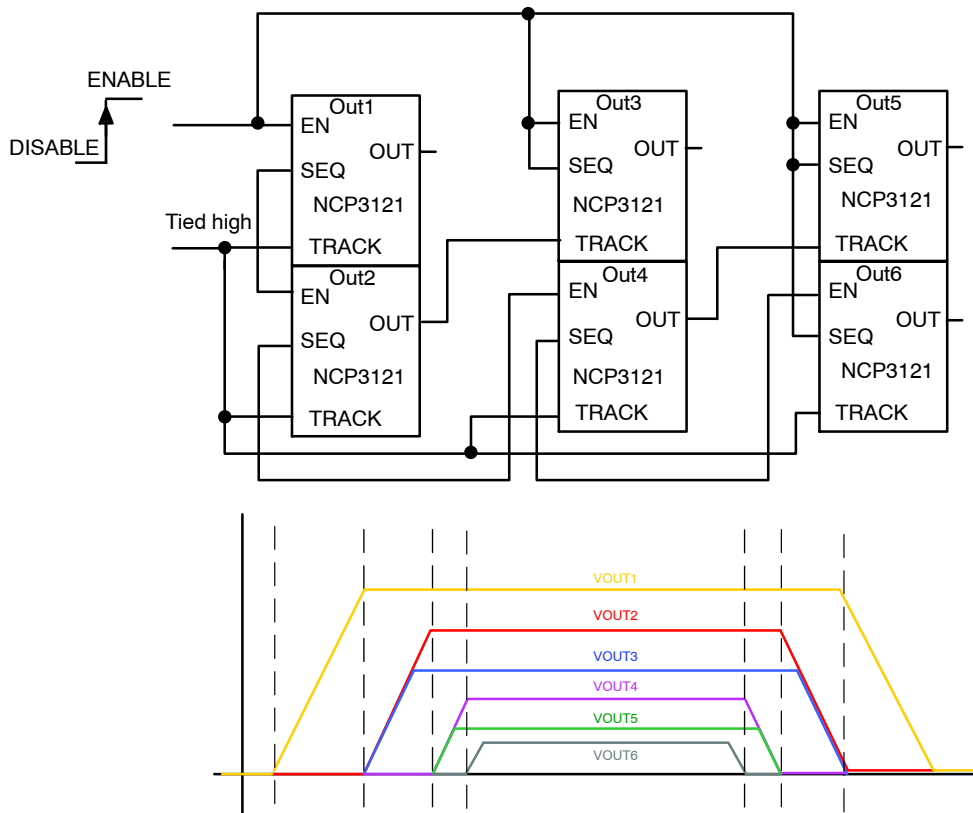 ENABLE
DISABLE
Tied high
Out1
EN
OUT
SEQ
NCP3121
TRACK
Out2
EN
OUT
SEQ
NCP3121
TRACK
Out3
EN
OUT
SEQ
NCP3121
TRACK
Out4
EN
OUT
SEQ
NCP3121
TRACK
Out5
EN
OUT
SEQ
NCP3121
TRACK
Out6
EN
OUT
SEQ
NCP3121
TRACK
VOUT1
VOUT2
VOUT3
VOUT4
VOUT5
VOUT6